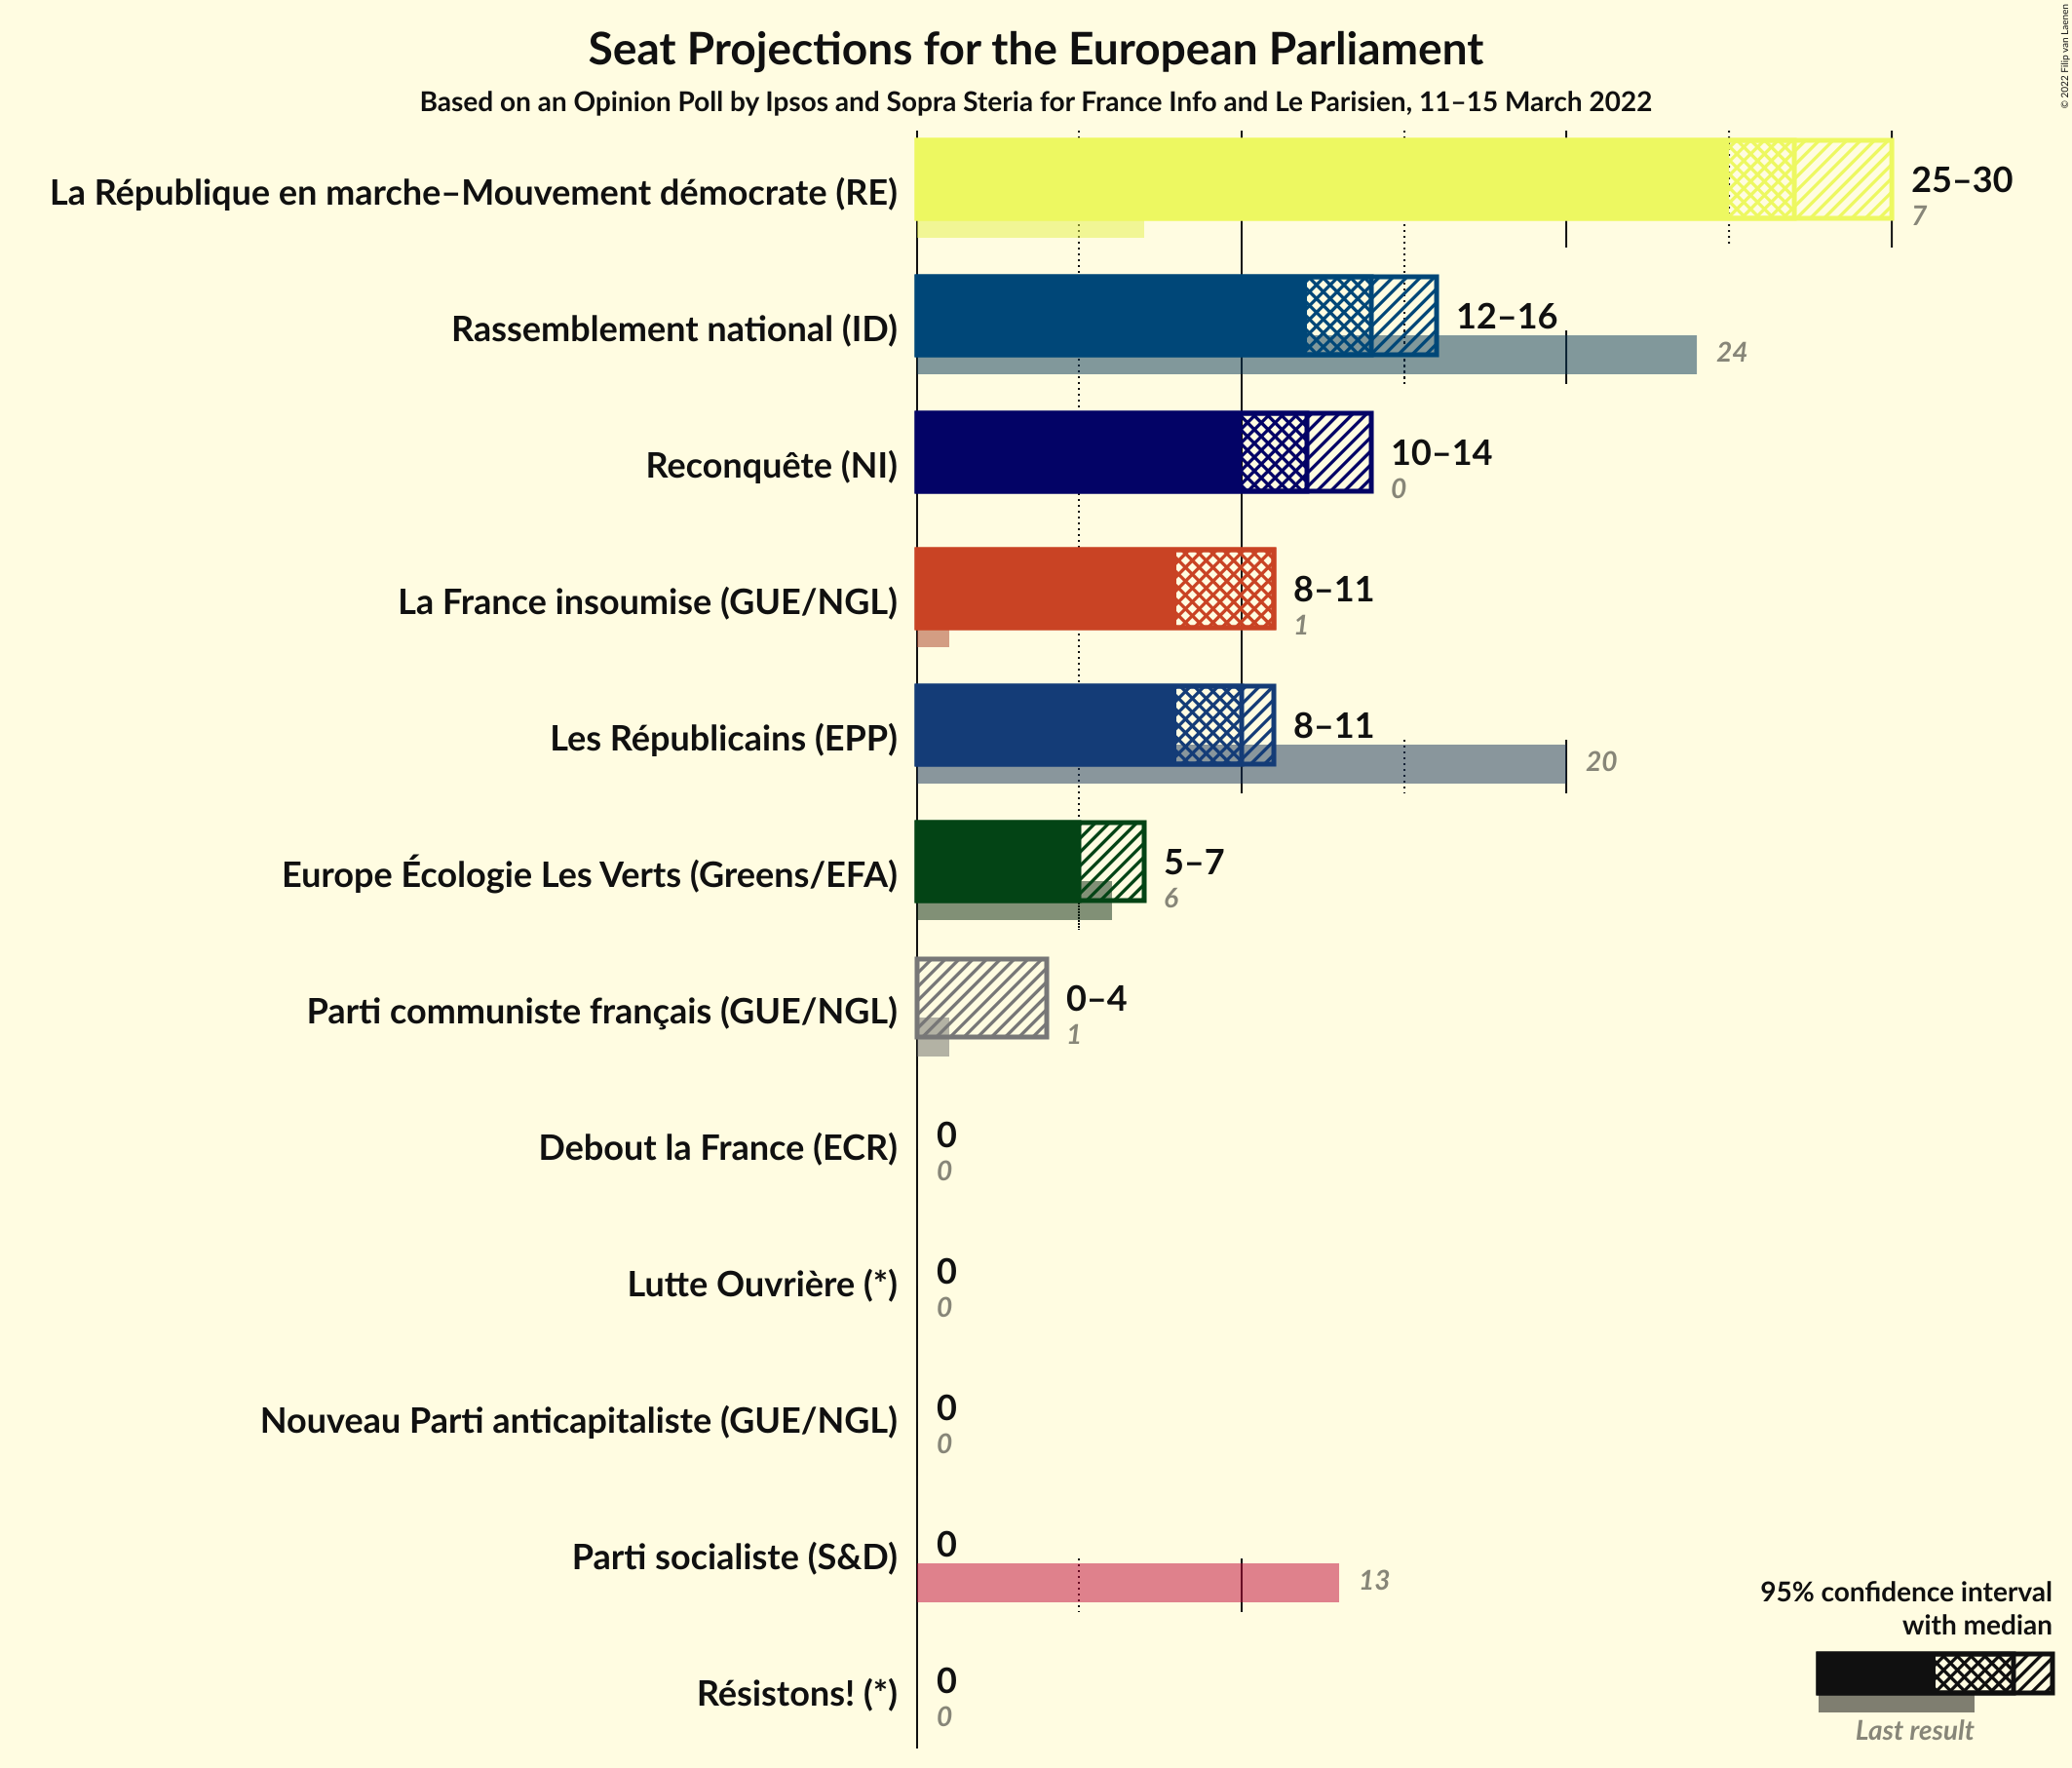 Seat Projections for the European Parliament
Based on an Opinion Poll by Ipsos and Sopra Steria for France Info and Le Parisien, 11–15 March 2022
© 2022 Filip van Laenen
La République en marche–Mouvement démocrate (RE)
25–30
7
Rassemblement national (ID)
12–16
24
Reconquête (NI)
10–14
0
La France insoumise (GUE/NGL)
8–11
1
Les Républicains (EPP)
8–11
20
Europe Écologie Les Verts (Greens/EFA)
5–7
6
Parti communiste français (GUE/NGL)
0–4
1
Debout la France (ECR)
0
0
Lutte Ouvrière (*)
0
0
Nouveau Parti anticapitaliste (GUE/NGL)
0
0
Parti socialiste (S&D)
0
13
Résistons! (*)
0
0
95% confidence interval
with median
Last result